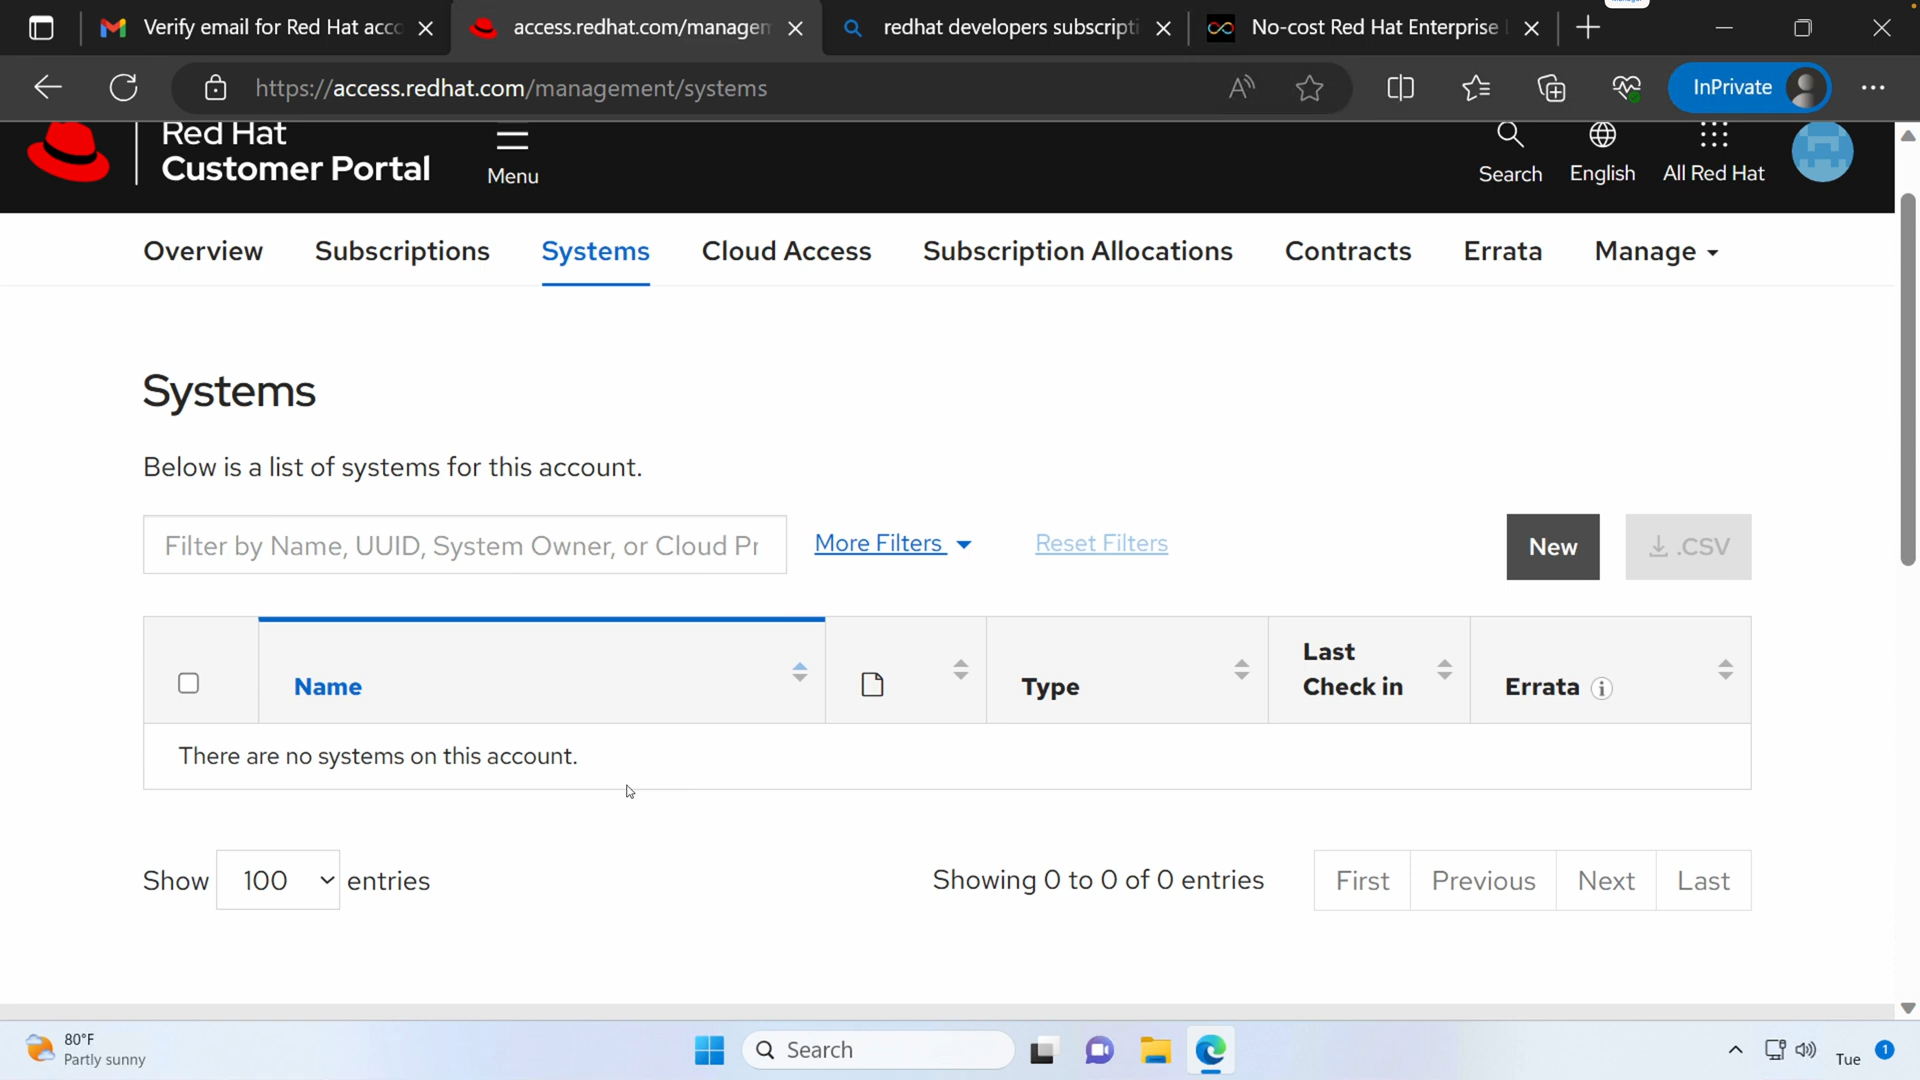 Verify email for Red Hat acco
access.redhat.com/managem
redhat developers subscripti
No-cost Red Hat Enterprise
https://access.redhat.com/management/systems
InPrivate
Red Hat
Customer Portal
Menu
Search
English
All Red Hat
Overview
Subscriptions
Systems
Cloud Access
Subscription Allocations
Contracts
Errata
Manage
Systems
Below is a list of systems for this account.
Filter by Name, UUID, System Owner, or Cloud Pr
More Filters
Reset Filters
New
.CSV
Name
Type
Last
Check in
Errata
There are no systems on this account.
Show 100 entries
Showing 0 to 0 of 0 entries
First
Previous
Next
Last
80°F
Partly sunny
Search
Tue
1